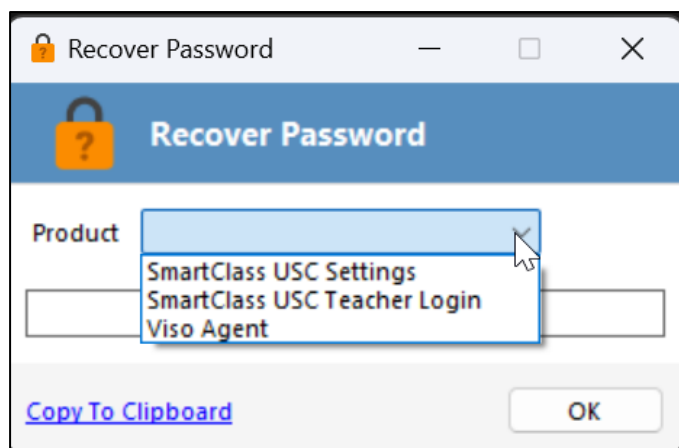 Recover Password
Recover Password
Product
SmartClass USC Settings
SmartClass USC Teacher Login
Viso Agent
Copy To Clipboard
OK